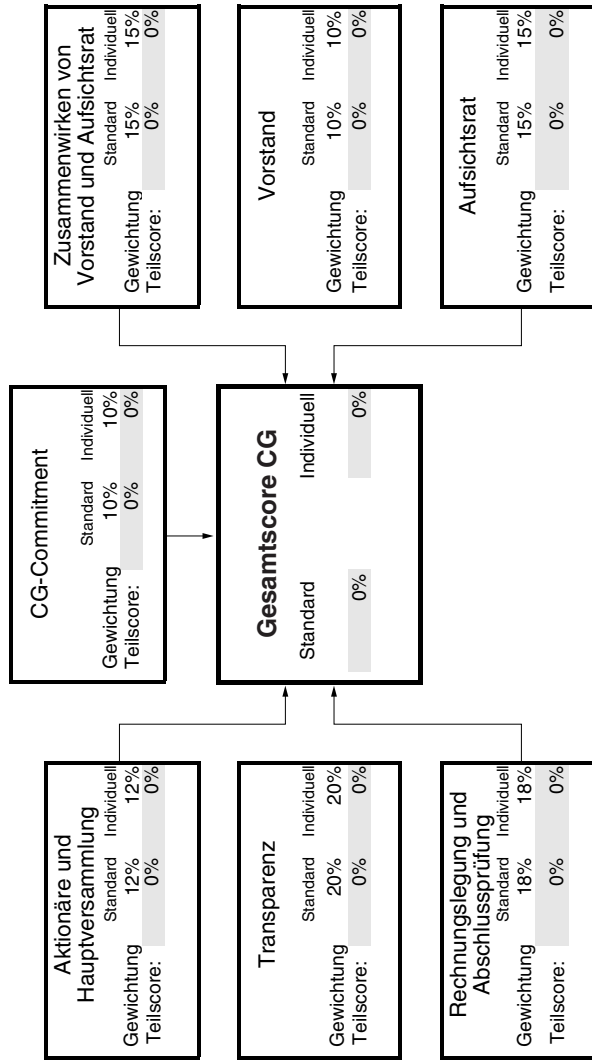 Aktionäre und
Hauptversammlung
Standard Individuell
Gewichtung 12% 12%
Teilscore: 0% 0%
Transparenz
Standard Individuell
Gewichtung 20% 20%
Teilscore: 0% 0%
Rechnungslegung und
Abschlussprüfung
Standard Individuell
Gewichtung 18% 18%
Teilscore: 0% 0%
CG-Commitment
Standard Individuell
Gewichtung 10% 10%
Teilscore: 0% 0%
Gesamtscore CG
Standard Individuell
0% 0%
Zusammenwirken von
Vorstand und Aufsichtsrat
Standard Individuell
Gewichtung 15% 15%
Teilscore: 0% 0%
Vorstand
Standard Individuell
Gewichtung 10% 10%
Teilscore: 0% 0%
Aufsichtsrat
Standard Individuell
Gewichtung 15% 15%
Teilscore: 0% 0%